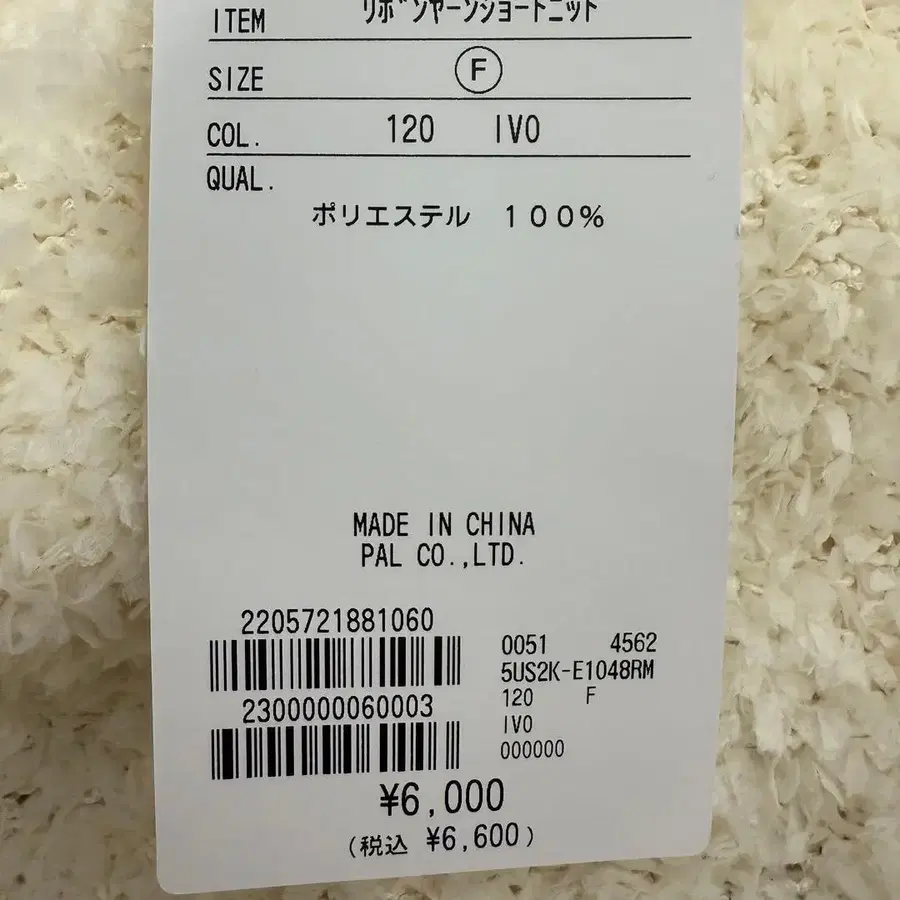 ITEM ﾘﾎﾞﾝﾔｰﾝｼｮｰﾄﾆｯﾄ
SIZE F
COL. 120 IVO
QUAL.
ポリエステル 100%
MADE IN CHINA
PAL CO.,LTD.
2205721881060
0051 4562
5US2K-E1048RM
2300000060003
120 F
IVO
000000
¥6,000
(税込 ¥6,600)